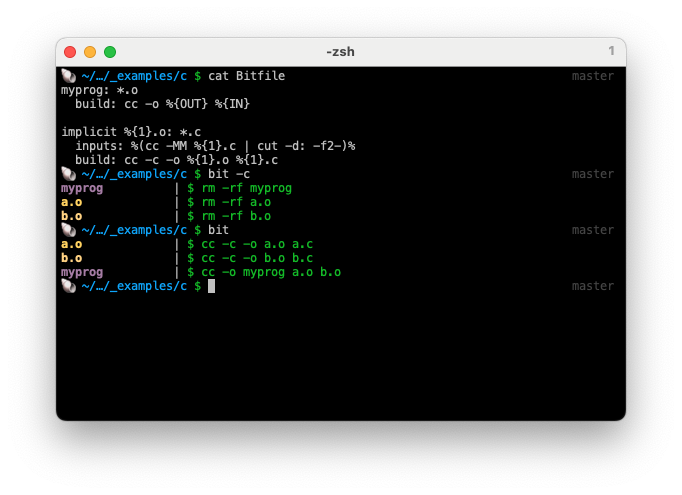 -zsh 1
~/…/_examples/c $ cat Bitfile master
myprog: *.o
  build: cc -o %{OUT} %{IN}

implicit %{1}.o: *.c
  inputs: %(cc -MM %{1}.c | cut -d: -f2-)%
  build: cc -c -o %{1}.o %{1}.c
~/…/_examples/c $ bit -c master
myprog | $ rm -rf myprog
a.o | $ rm -rf a.o
b.o | $ rm -rf b.o
~/…/_examples/c $ bit master
a.o | $ cc -c -o a.o a.c
b.o | $ cc -c -o b.o b.c
myprog | $ cc -o myprog a.o b.o
~/…/_examples/c $ master